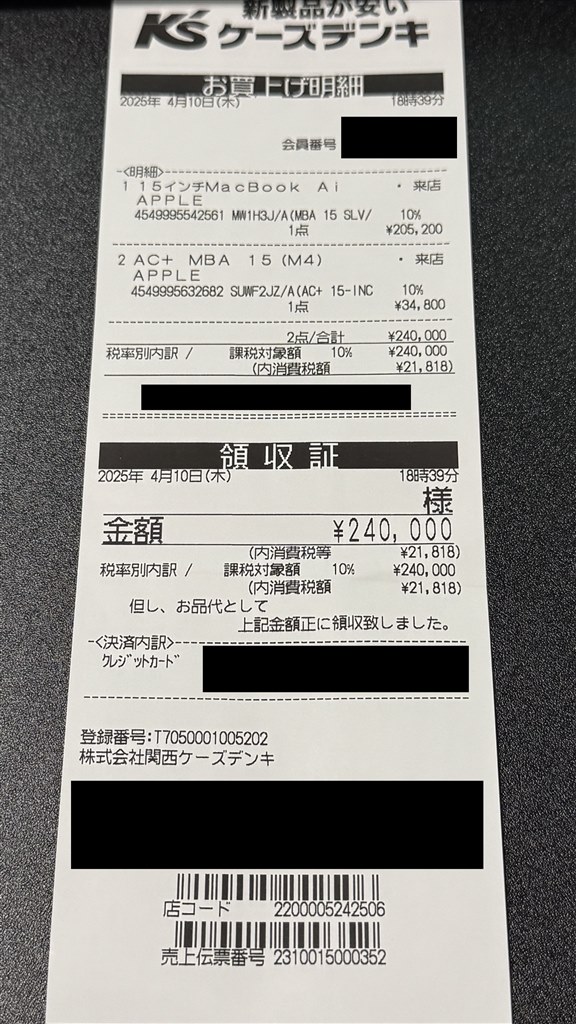 新製品が安い
K'sケーズデンキ
お買上げ明細
2025年 4月10日(木) 18時39分
会員番号
-<明細>-
1 15インチMacBook Ai ・ 来店
APPLE
4549995542561 MW1H3J/A(MBA 15 SLV/ 10%
1点 ¥205,200
2 AC+ MBA 15 (M4) ・ 来店
APPLE
4549995632682 SUWF2JZ/A(AC+ 15-INC 10%
1点 ¥34,800
2点/合計 ¥240,000
税率別内訳 / 課税対象額 10% ¥240,000
(内消費税額 ¥21,818)
領収証
2025年 4月10日(木) 18時39分
様
金額 ¥240,000
(内消費税等 ¥21,818)
税率別内訳 / 課税対象額 10% ¥240,000
(内消費税額 ¥21,818)
但し、お品代として
上記金額正に領収致しました。
-<決済内訳>-
クレジットカード
登録番号:T7050001005202
株式会社関西ケーズデンキ
店コード 2200005242506
売上伝票番号 2310015000352